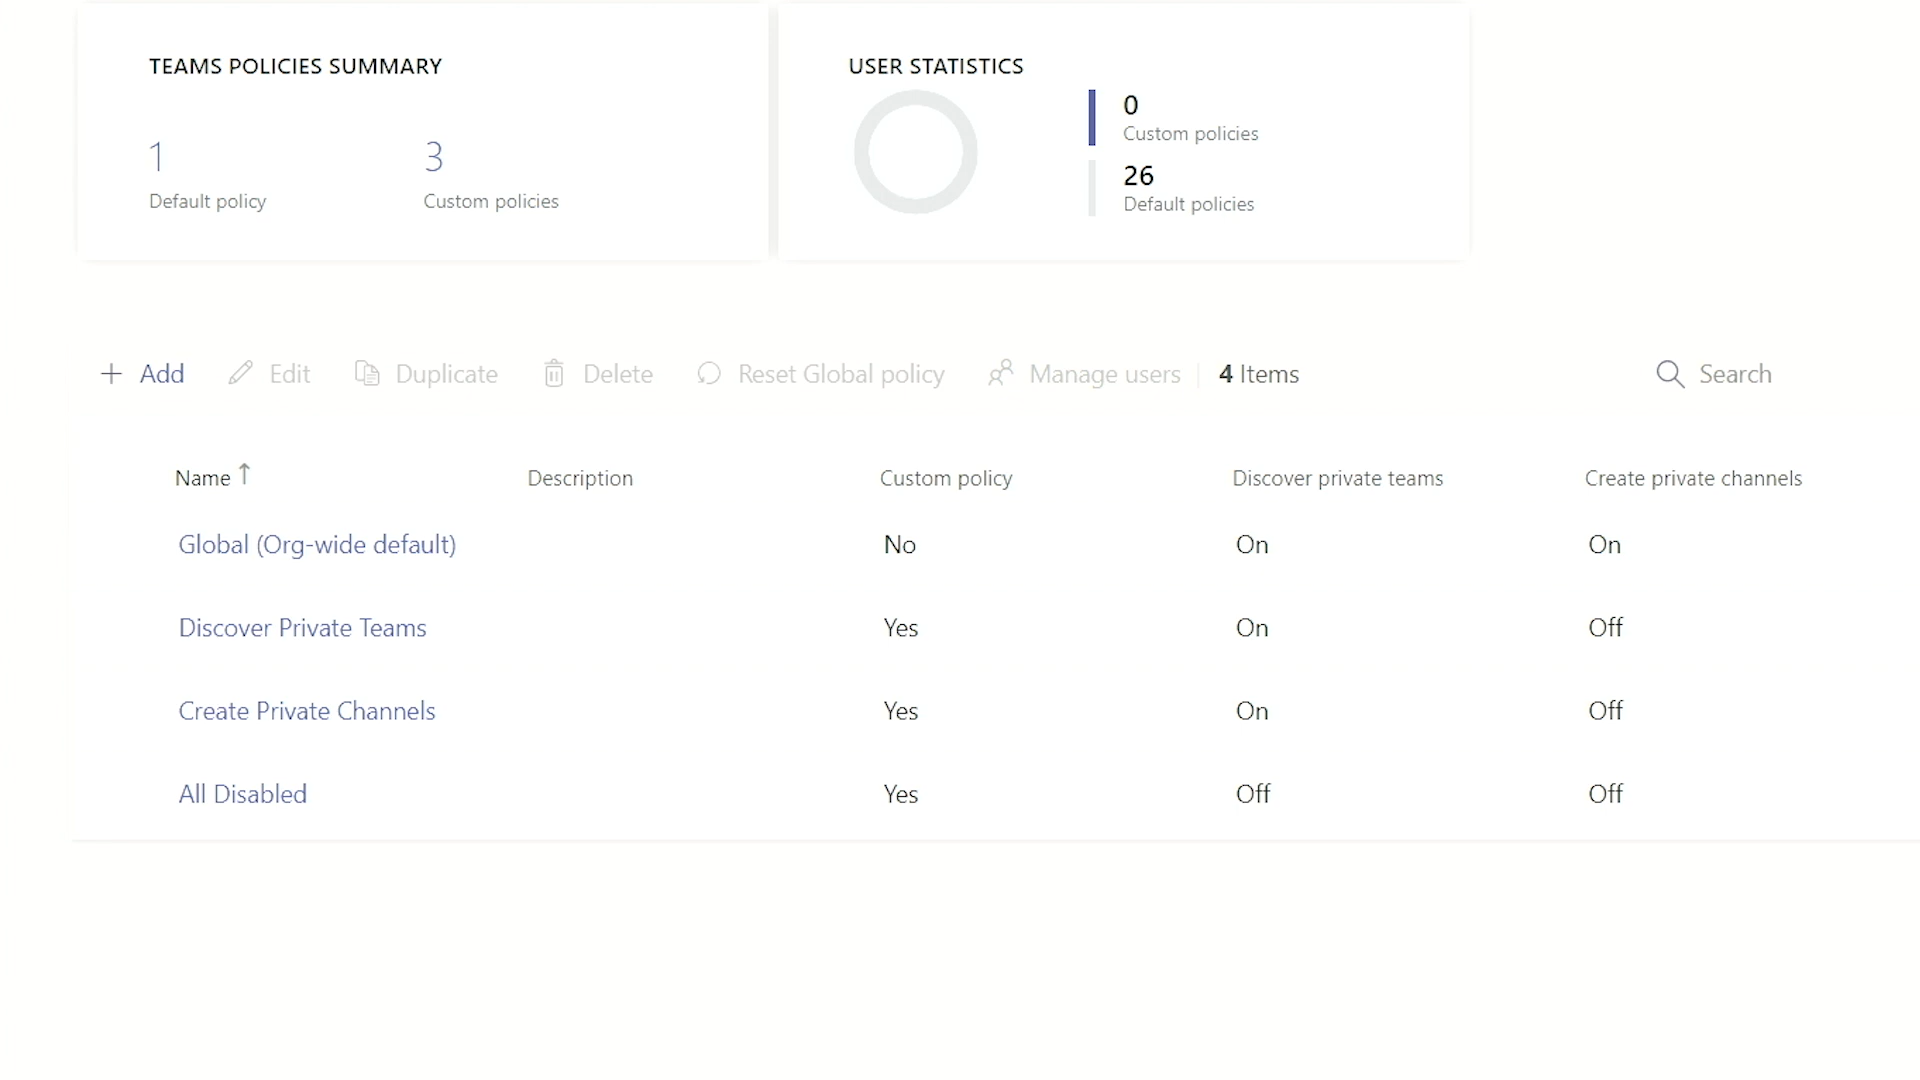 TEAMS POLICIES SUMMARY
1
Default policy
3
Custom policies
USER STATISTICS
0
Custom policies
26
Default policies
Add Edit Duplicate Delete Reset Global policy Manage users 4 Items Search
Name ↑ Description Custom policy Discover private teams Create private channels
Global (Org-wide default) No On On
Discover Private Teams Yes On Off
Create Private Channels Yes On Off
All Disabled Yes Off Off